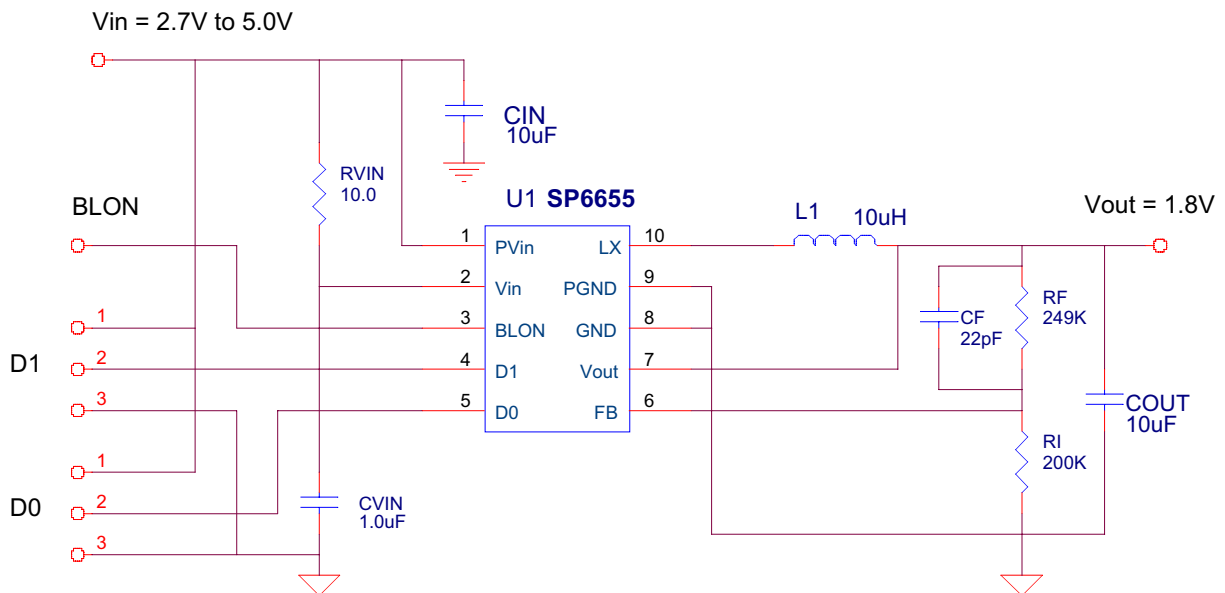 Vin = 2.7V to 5.0V
CIN
10uF
RVIN
10.0
U1 SP6655
BLON
L1
10uH
Vout = 1.8V
1
PVin
LX
10
2
Vin
PGND
9
3
BLON
GND
8
4
D1
Vout
7
5
D0
FB
6
D1
1
2
3
D0
1
2
3
CVIN
1.0uF
CF
22pF
RF
249K
RI
200K
COUT
10uF